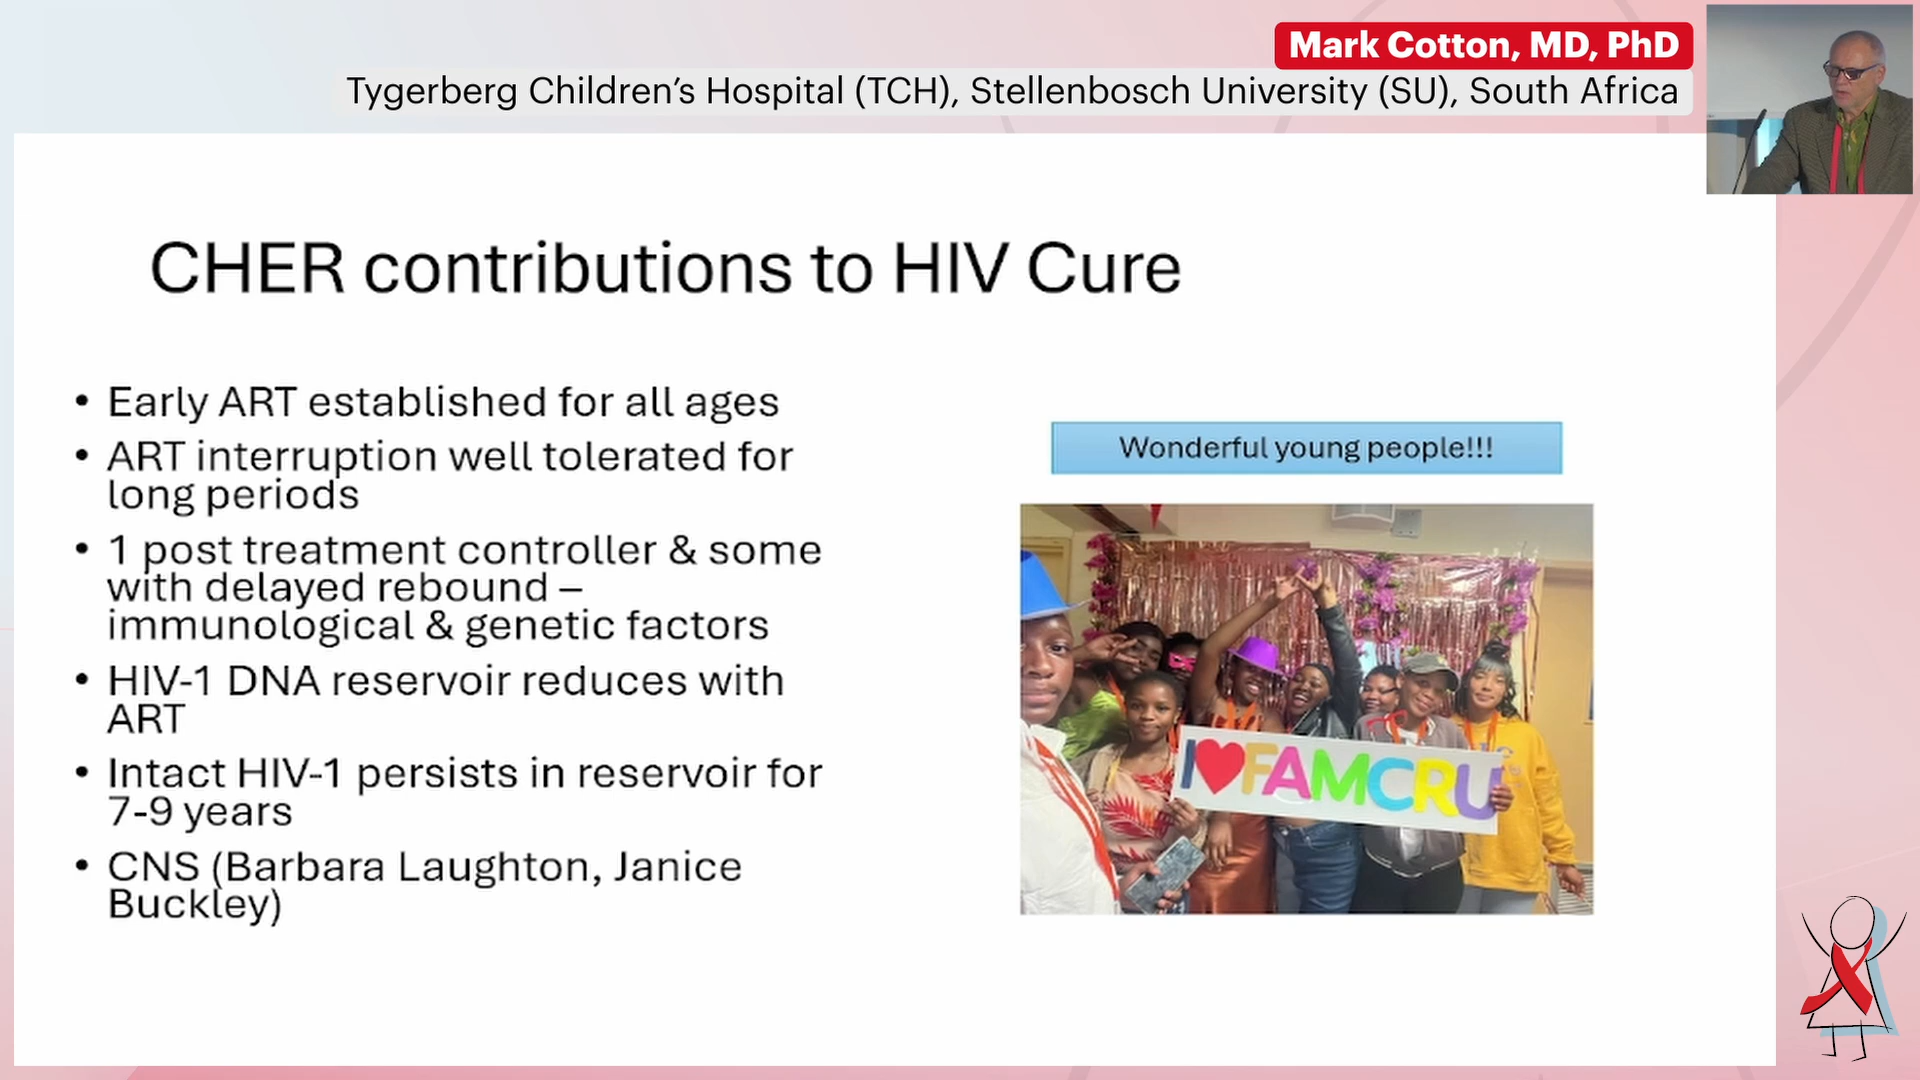 Mark Cotton, MD, PhD
Tygerberg Children’s Hospital (TCH), Stellenbosch University (SU), South Africa
CHER contributions to HIV Cure
• Early ART established for all ages
• ART interruption well tolerated for
long periods
• 1 post treatment controller & some
with delayed rebound –
immunological & genetic factors
• HIV-1 DNA reservoir reduces with
ART
• Intact HIV-1 persists in reservoir for
7-9 years
• CNS (Barbara Laughton, Janice
Buckley)
Wonderful young people!!!
I❤FAMCRU